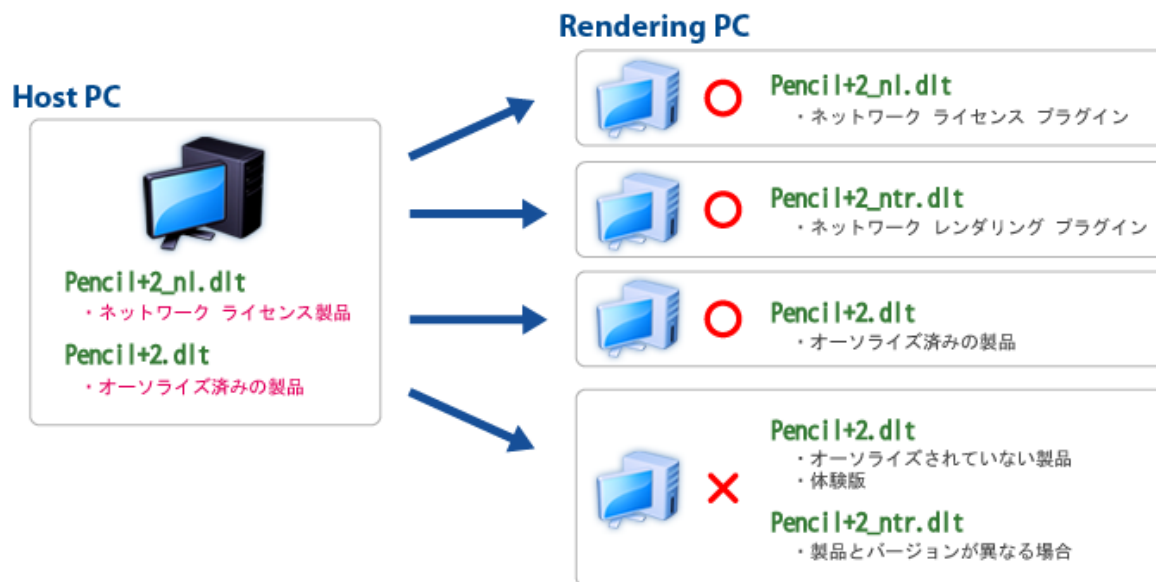 Host PC
Pencil+2_nl.dlt
・ネットワーク ライセンス製品
Pencil+2.dlt
・オーソライズ済みの製品
Rendering PC
Pencil+2_nl.dlt
・ネットワーク ライセンス プラグイン
Pencil+2_ntr.dlt
・ネットワーク レンダリング プラグイン
Pencil+2.dlt
・オーソライズ済みの製品
Pencil+2.dlt
・オーソライズされていない製品
・体験版
Pencil+2_ntr.dlt
・製品とバージョンが異なる場合